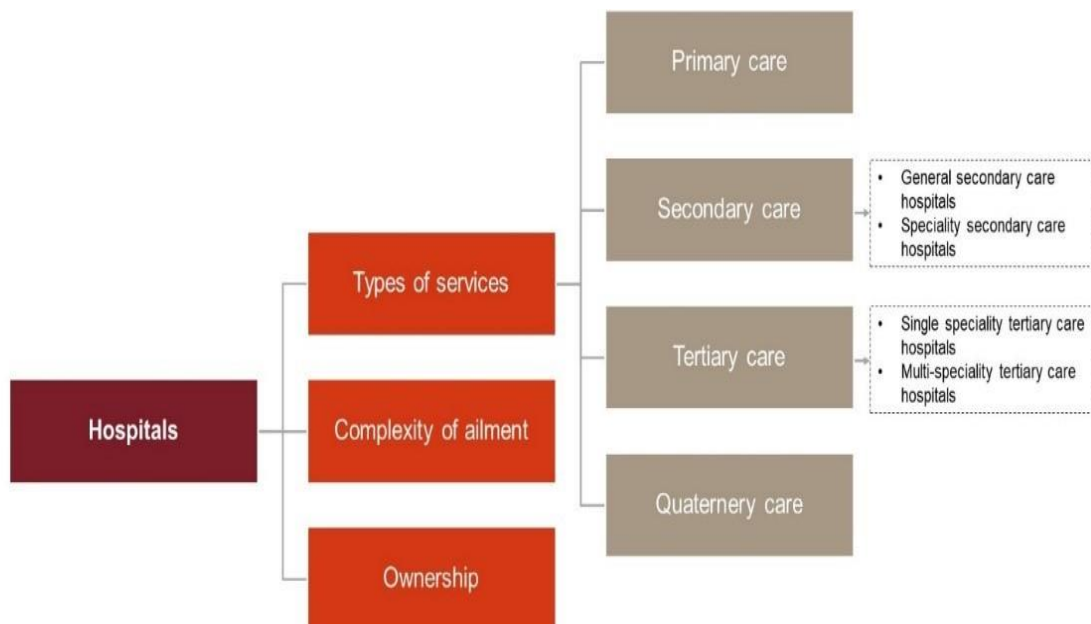 Hospitals
Types of services
Complexity of ailment
Ownership
Primary care
Secondary care
• General secondary care
hospitals
• Speciality secondary care
hospitals
Tertiary care
• Single speciality tertiary care
hospitals
• Multi-speciality tertiary care
hospitals
Quaternery care